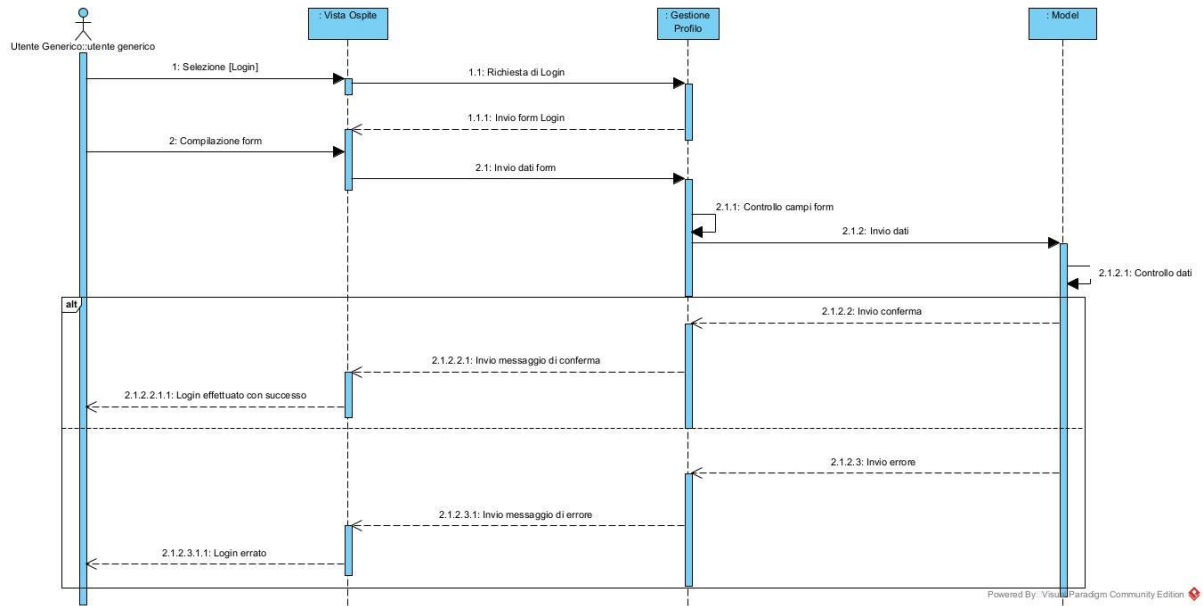 : Vista Ospite
: Gestione
Profilo
: Model
Utente Generico::utente generico
1: Selezione [Login]
1.1: Richiesta di Login
1.1.1: Invio form Login
2: Compilazione form
2.1: Invio dati form
2.1.1: Controllo campi form
2.1.2: Invio dati
2.1.2.1: Controllo dati
alt
2.1.2.2: Invio conferma
2.1.2.2.1: Invio messaggio di conferma
2.1.2.2.1.1: Login effettuato con successo
2.1.2.3: Invio errore
2.1.2.3.1: Invio messaggio di errore
2.1.2.3.1.1: Login errato
Powered By: Visual Paradigm Community Edition